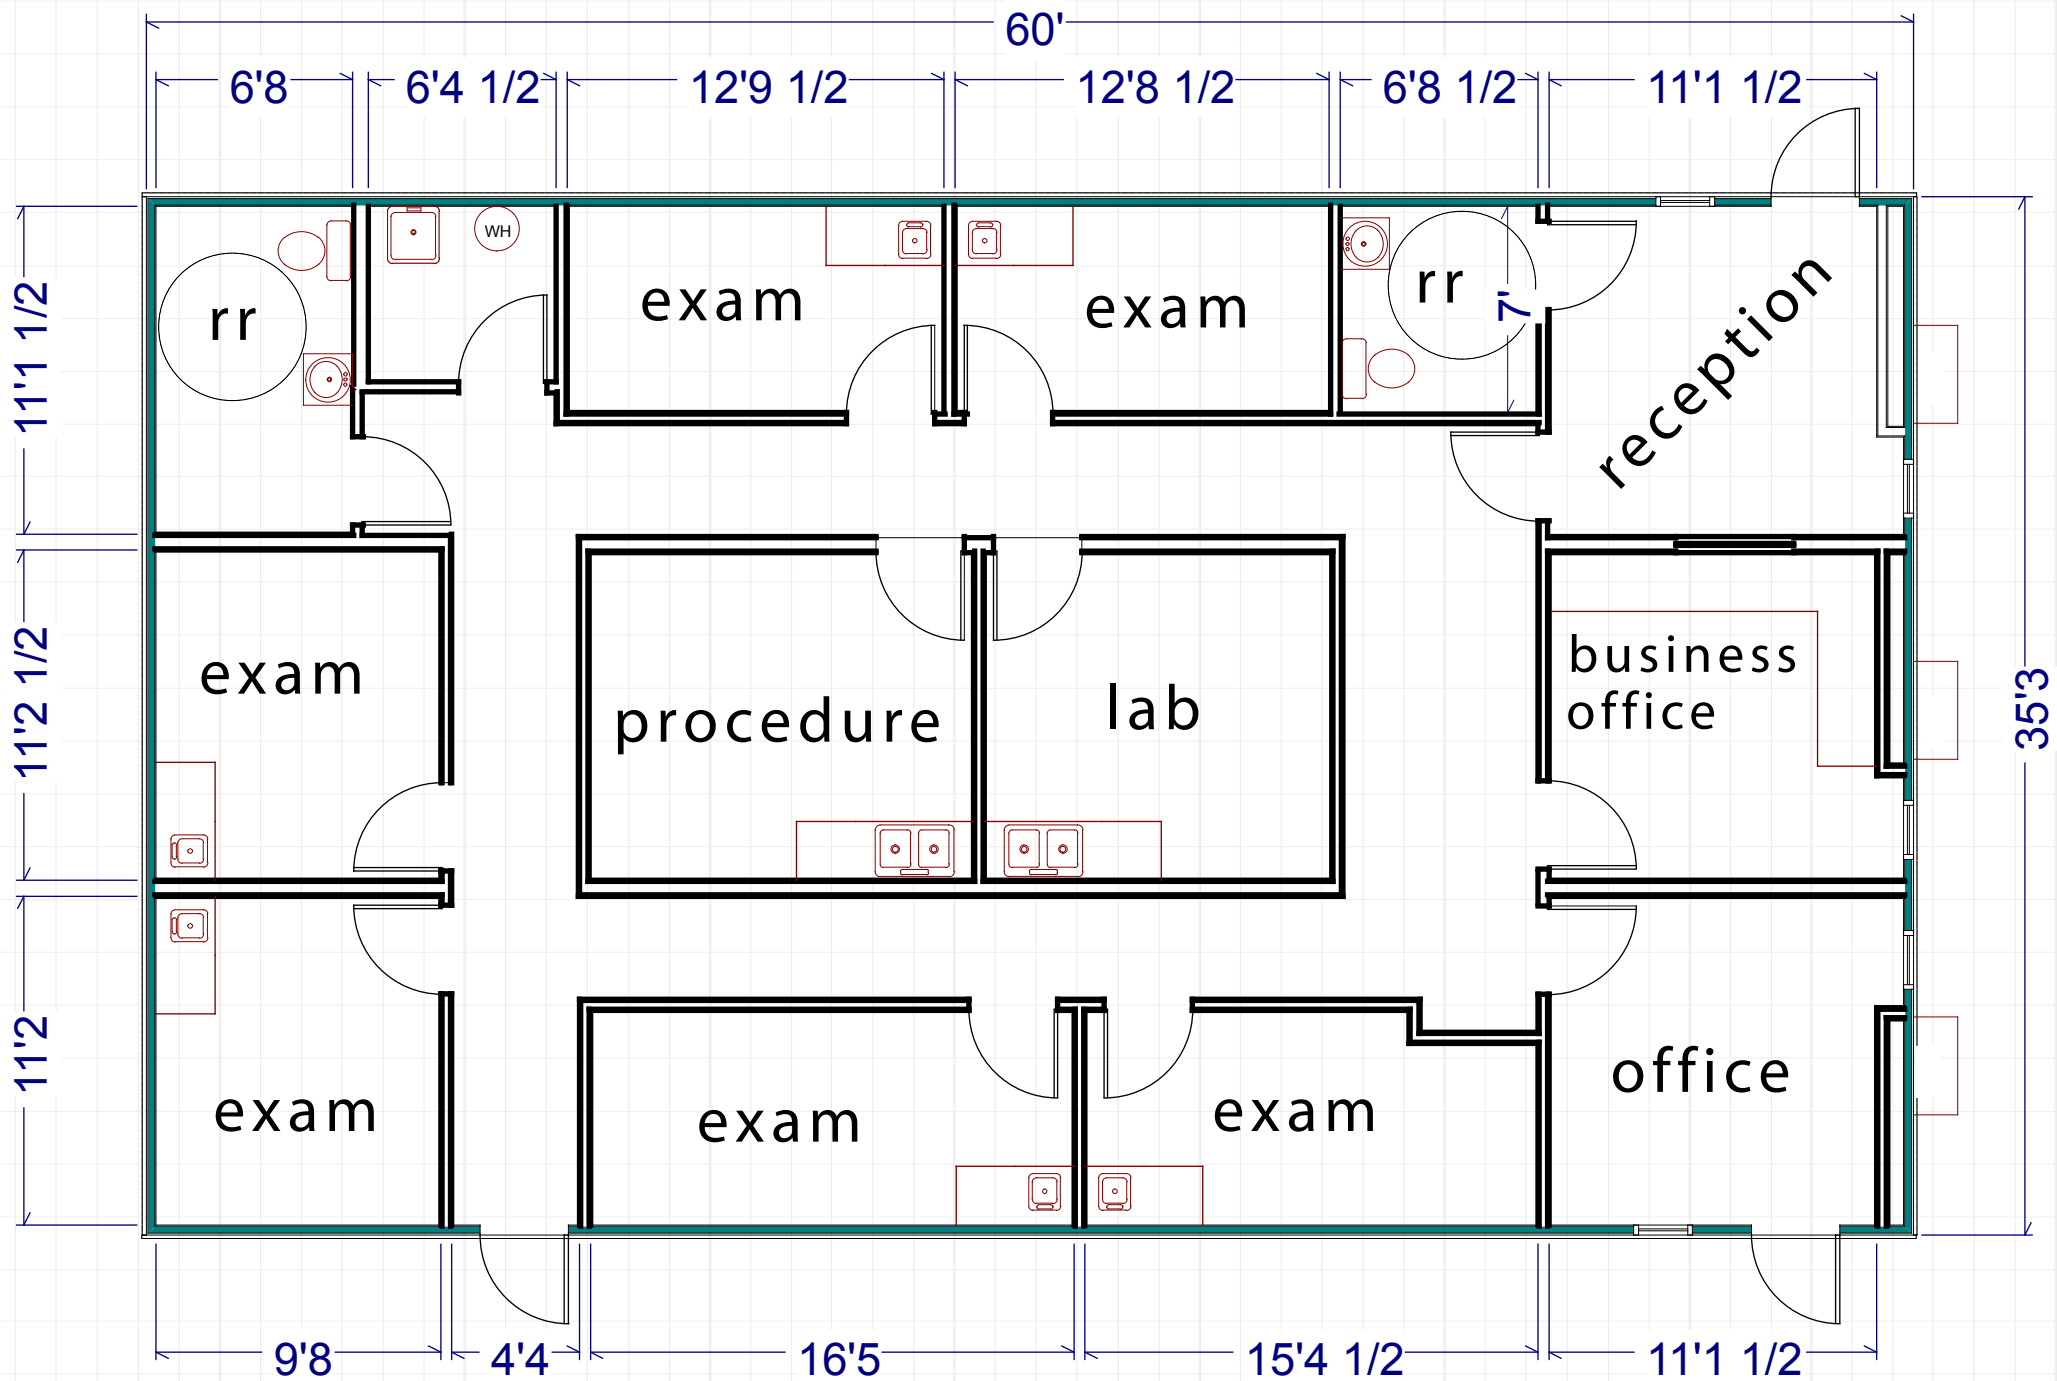 60'
6'8
6'4 1/2
12'9 1/2
12'8 1/2
6'8 1/2
11'1 1/2
WH
rr
exam
exam
rr
7'
reception
11'1 1/2
exam
procedure
lab
business
office
11'2 1/2
35'3
exam
exam
exam
office
11'2
9'8
4'4
16'5
15'4 1/2
11'1 1/2